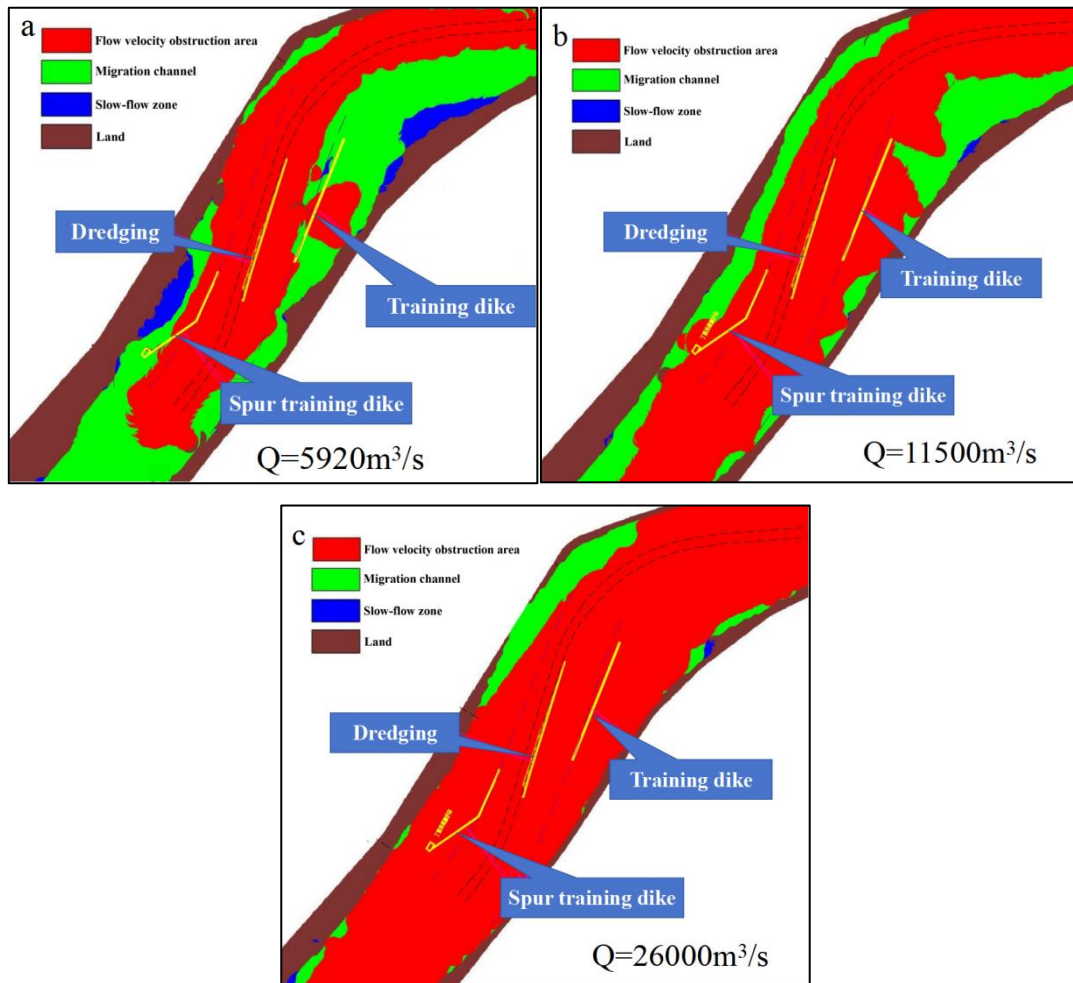 a
Flow velocity obstruction area
Migration channel
Slow-flow zone
Land
Dredging
Training dike
Spur training dike
Q=5920m³/s
b
Flow velocity obstruction area
Migration channel
Slow-flow zone
Land
Dredging
Training dike
Spur training dike
Q=11500m³/s
c
Flow velocity obstruction area
Migration channel
Slow-flow zone
Land
Dredging
Training dike
Spur training dike
Q=26000m³/s